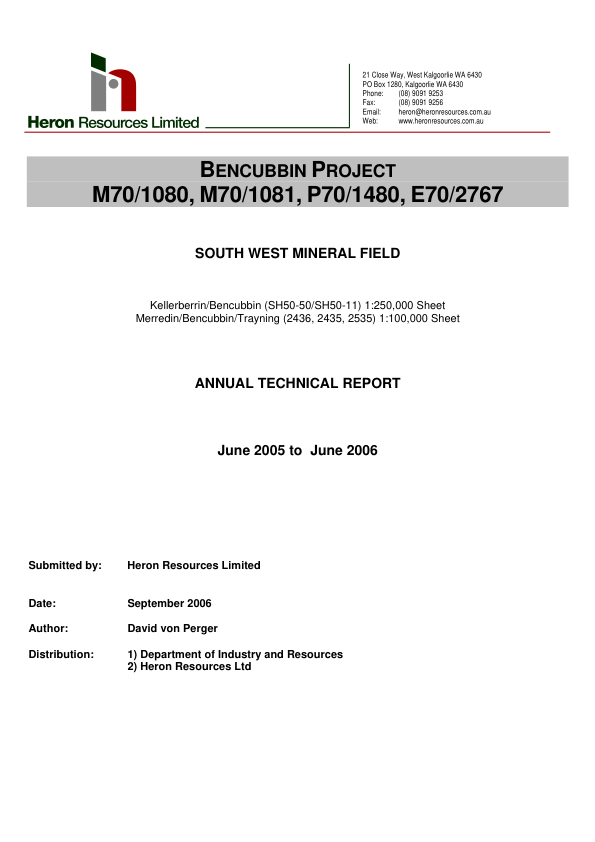 21 Close Way, West Kalgoorlie WA 6430
PO Box 1280, Kalgoorlie WA 6430
Phone: (08) 9091 9253
Fax: (08) 9091 9256
Email: heron@heronresources.com.au
Web: www.heronresources.com.au
Heron Resources Limited
BENCUBBIN PROJECT
M70/1080, M70/1081, P70/1480, E70/2767
SOUTH WEST MINERAL FIELD
Kellerberrin/Bencubbin (SH50-50/SH50-11) 1:250,000 Sheet
Merredin/Bencubbin/Trayning (2436, 2435, 2535) 1:100,000 Sheet
ANNUAL TECHNICAL REPORT
June 2005 to June 2006
Submitted by: Heron Resources Limited
Date: September 2006
Author: David von Perger
Distribution: 1) Department of Industry and Resources
2) Heron Resources Ltd